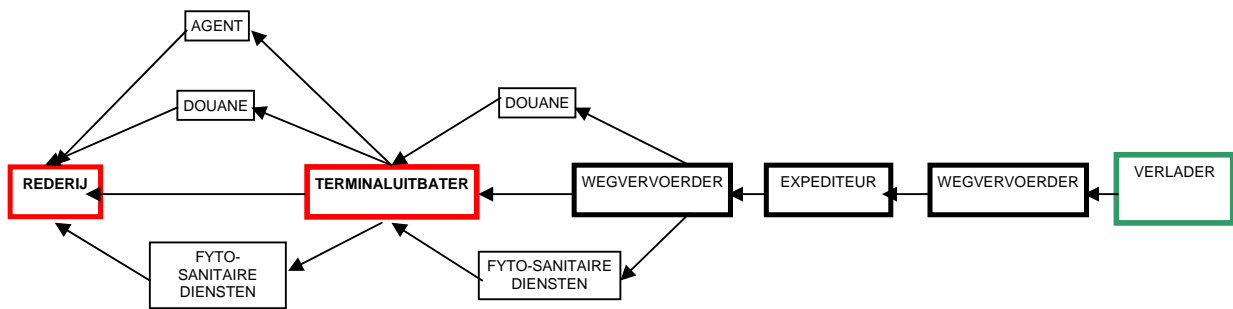 AGENT
DOUANE
DOUANE
REDERIJ
TERMINALUITBATER
WEGVERVOERDER
EXPEDITEUR
WEGVERVOERDER
VERLADER
FYTO-
SANITAIRE
DIENSTEN
FYTO-SANITAIRE
DIENSTEN